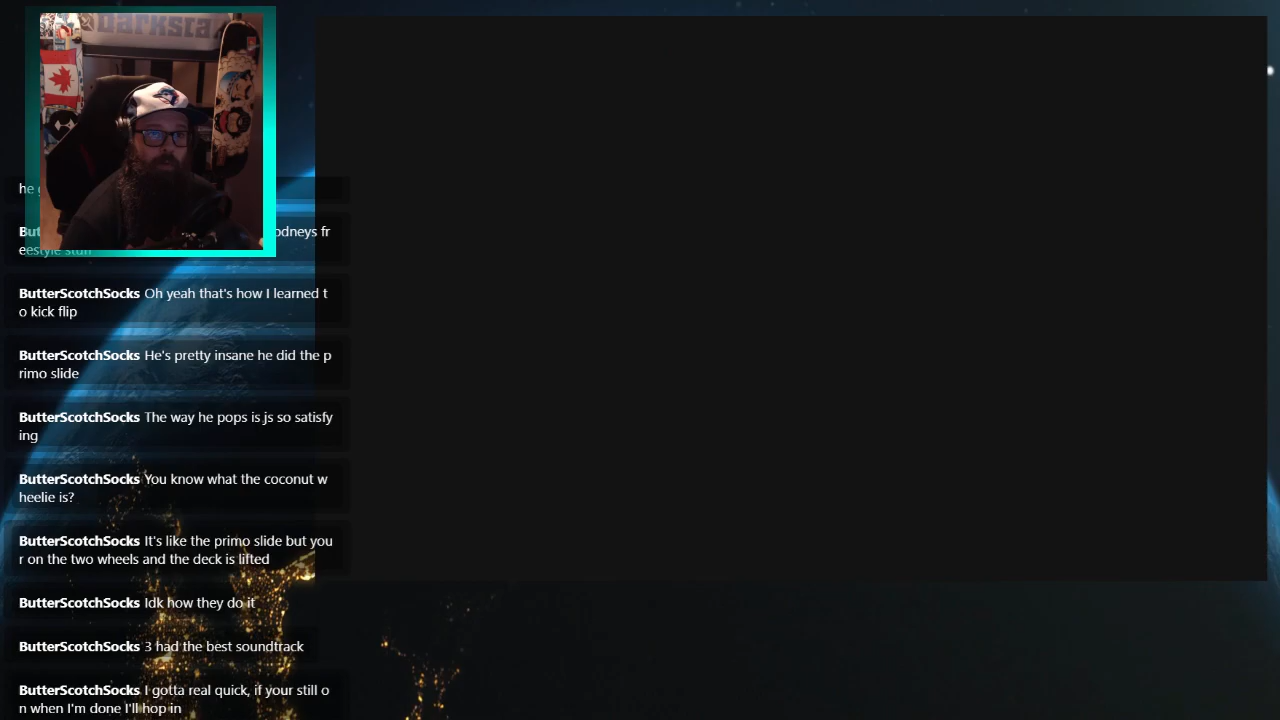 Darksta
he g
But odneys fr
eestyle stuff
ButterScotchSocks Oh yeah that's how I learned t
o kick flip
ButterScotchSocks He's pretty insane he did the p
rimo slide
ButterScotchSocks The way he pops is js so satisfy
ing
ButterScotchSocks You know what the coconut w
heelie is?
ButterScotchSocks It's like the primo slide but you
r on the two wheels and the deck is lifted
ButterScotchSocks Idk how they do it
ButterScotchSocks 3 had the best soundtrack
ButterScotchSocks I gotta real quick, if your still o
n when I'm done I'll hop in